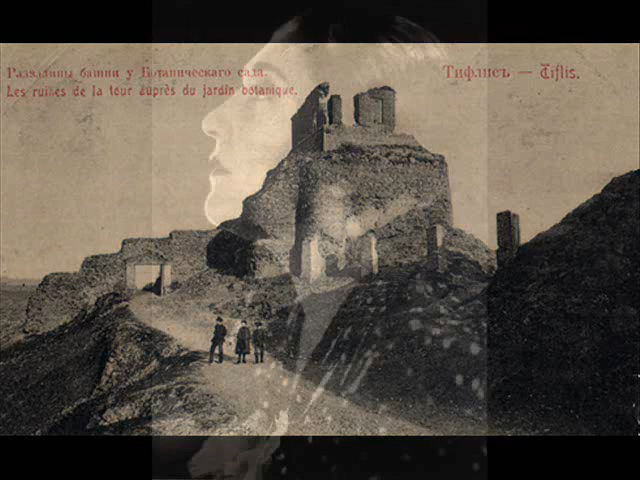 Развалины башни у Ботаническаго сада.
Тифлисъ — Tiflis.
Les ruines de la tour auprès du jardin botanique.